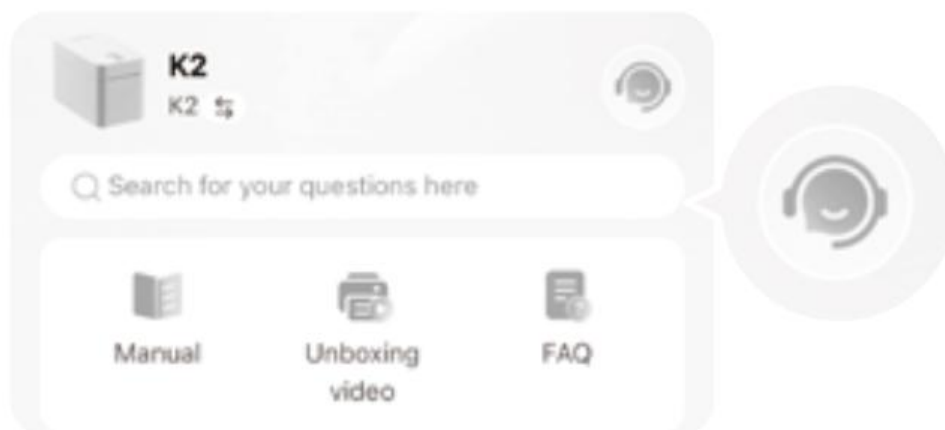 K2
K2
Search for your questions here
Manual
Unboxing
video
FAQ